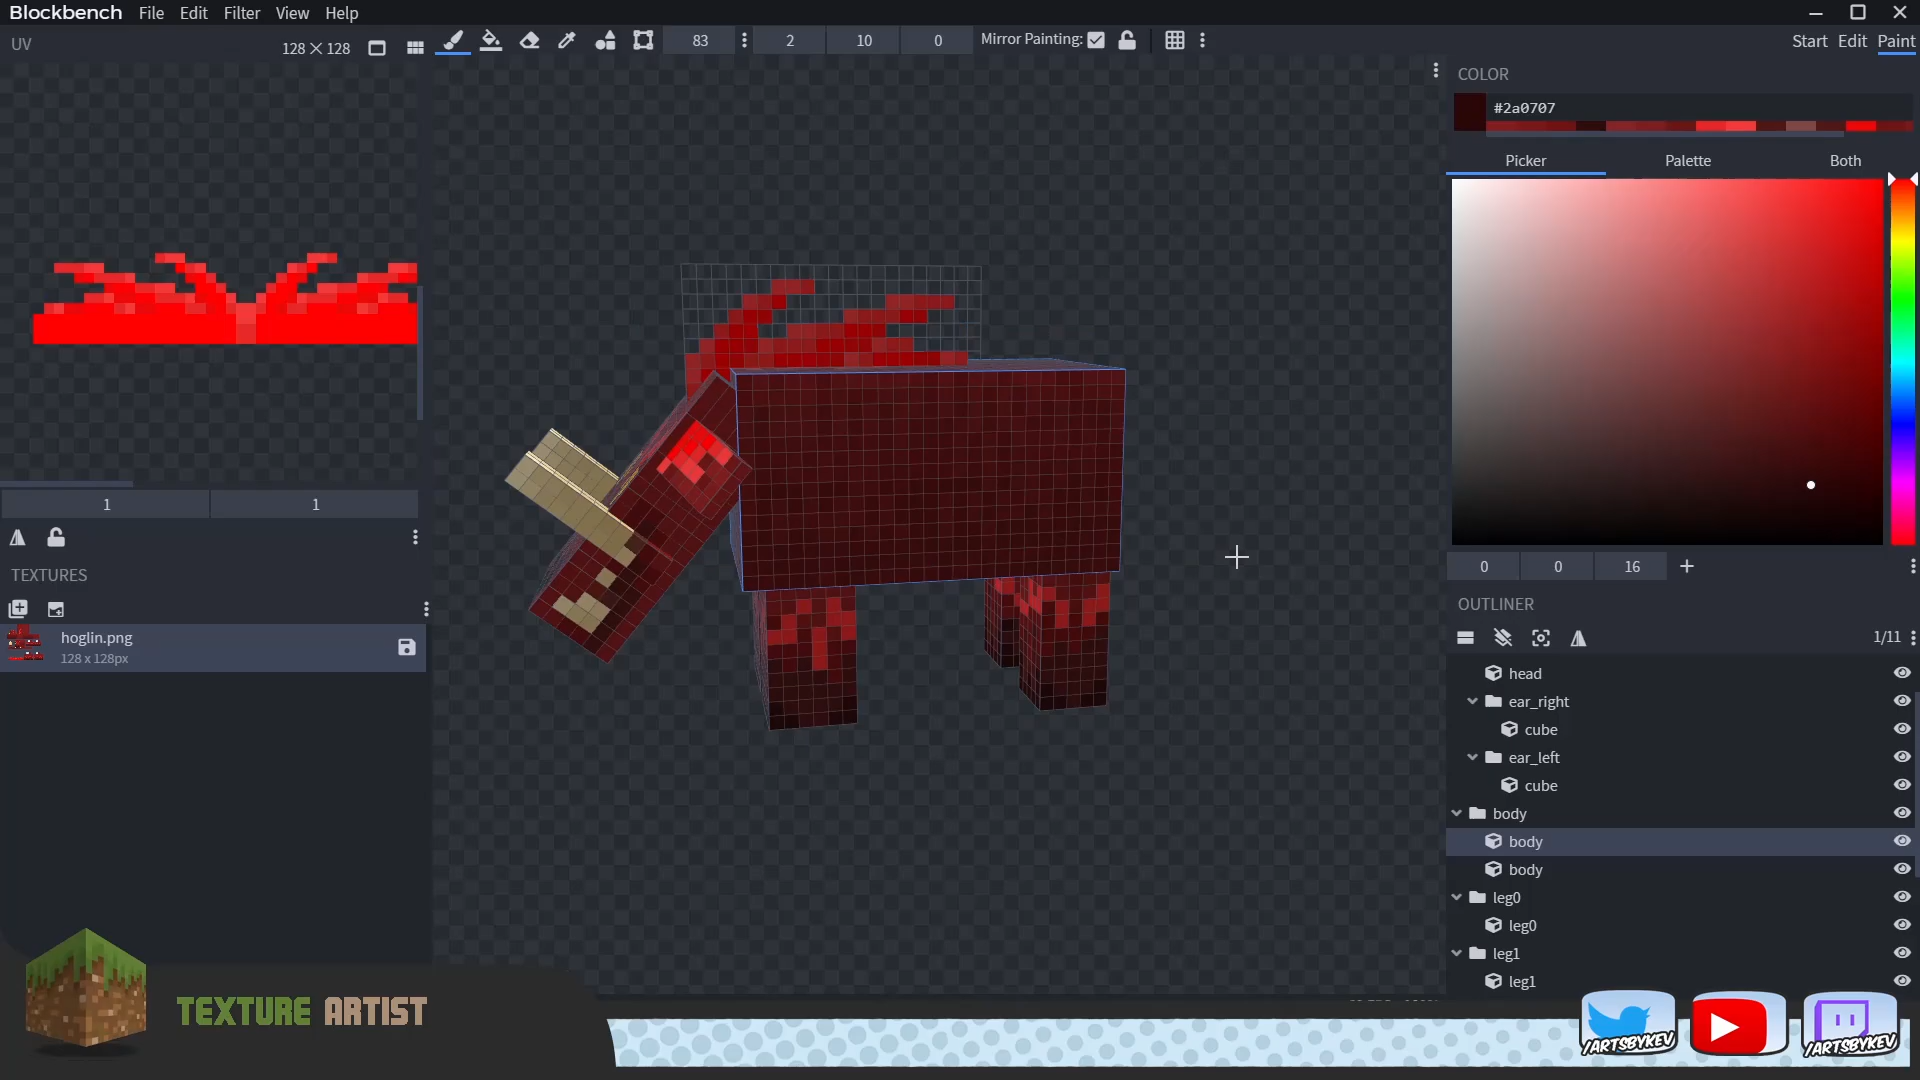 Blockbench File Edit Filter View Help
UV 128 × 128 83 2 10 0 Mirror Painting: Start Edit Paint
COLOR
#2a0707
Picker Palette Both
1 1
0 0 16
TEXTURES
hoglin.png
128 x 128px
OUTLINER
1/11
head
ear_right
cube
ear_left
cube
body
body
body
leg0
leg0
leg1
leg1
TEXTURE ARTIST
/ARTSBYKEV
/ARTSBYKEV